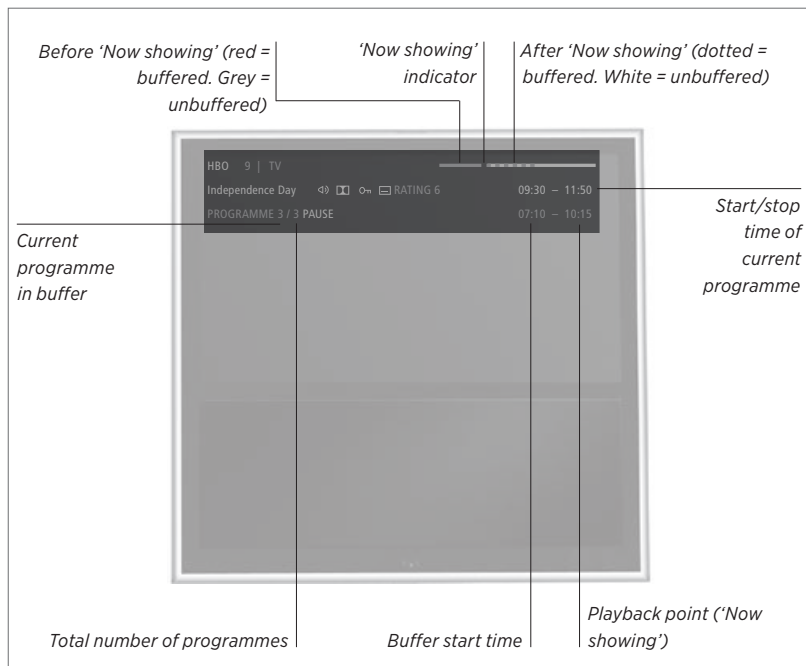 Before ‘Now showing’ (red =
buffered. Grey =
unbuffered)
‘Now showing’
indicator
After ‘Now showing’ (dotted =
buffered. White = unbuffered)
HBO 9 | TV
Independence Day RATING 6 09:30 – 11:50
PROGRAMME 3 / 3 PAUSE 07:10 – 10:15
Current
programme
in buffer
Start/stop
time of
current
programme
Total number of programmes
Buffer start time
Playback point (‘Now
showing’)